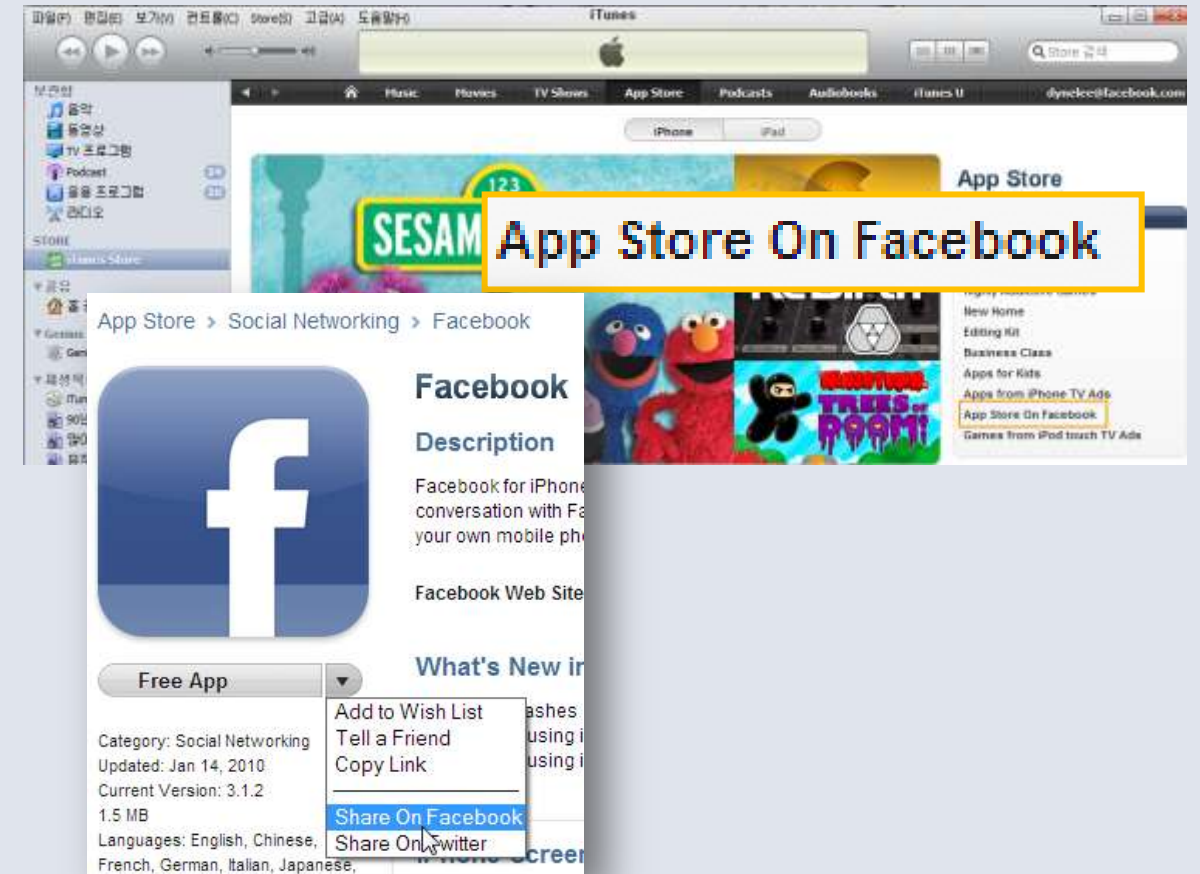 파일(F) 편집(E) 보기(V) 컨트롤(C) Store(S) 고급(A) 도움말(H)
iTunes
Store 검색
보관함
음악
동영상
TV 프로그램
Podcast
응용 프로그램
라디오
STORE
iTunes Store
공유
홈
Genius
Music Movies TV Shows App Store Podcasts Audiobooks iTunes U dynelee@facebook.com
iPhone iPad
App Store
123
SESAM
App Store On Facebook
New Home
Editing Kit
Business Class
Apps for Kids
Apps from iPhone TV Ads
App Store On Facebook
Games from iPod touch TV Ads
TREES OF
DOOM!
App Store > Social Networking > Facebook
Facebook
Description
Facebook for iPhone
conversation with Fa
your own mobile pho
Facebook Web Site
What's New in
Free App
Add to Wish List
Tell a Friend
Copy Link
Share On Facebook
Share On Twitter
ashes
using i
using i
Category: Social Networking
Updated: Jan 14, 2010
Current Version: 3.1.2
1.5 MB
Languages: English, Chinese,
French, German, Italian, Japanese,
iPhone Screen